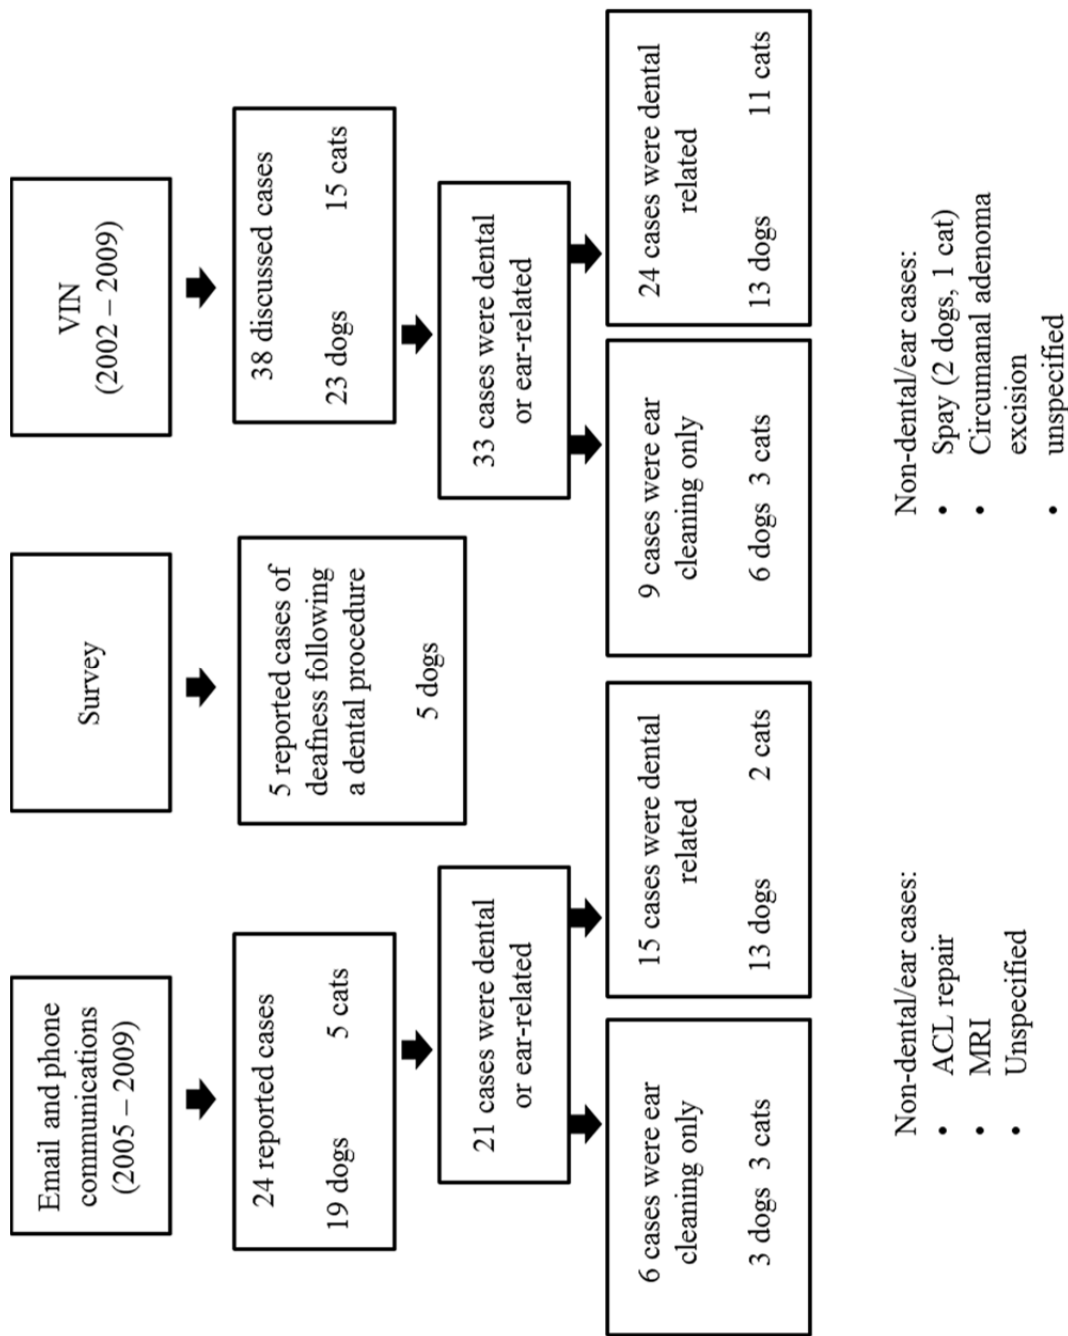 Email and phone
communications
(2005 – 2009)
Survey
VIN
(2002 – 2009)
24 reported cases
19 dogs 5 cats
5 reported cases of
deafness following
a dental procedure
5 dogs
38 discussed cases
23 dogs 15 cats
21 cases were dental
or ear-related
33 cases were dental
or ear-related
6 cases were ear
cleaning only
3 dogs 3 cats
15 cases were dental
related
13 dogs 2 cats
9 cases were ear
cleaning only
6 dogs 3 cats
24 cases were dental
related
13 dogs 11 cats
Non-dental/ear cases:
• ACL repair
• MRI
• Unspecified
Non-dental/ear cases:
• Spay (2 dogs, 1 cat)
• Circumanal adenoma
excision
• unspecified